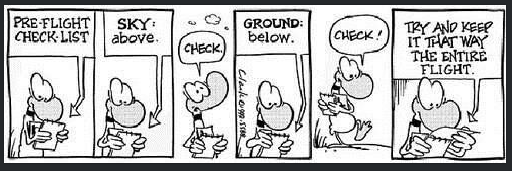 PRE-FLIGHT
CHECK-LIST
SKY:
above.
CHECK.
GROUND:
below.
CHECK!!
TRY AND KEEP
IT THAT WAY
THE ENTIRE
FLIGHT.